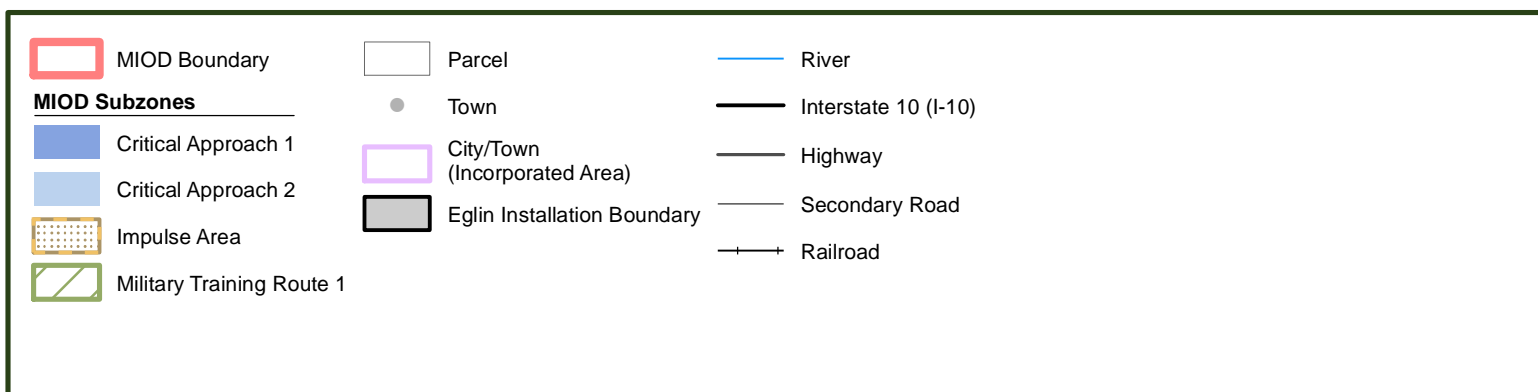 MIOD Boundary
MIOD Subzones
Critical Approach 1
Critical Approach 2
Impulse Area
Military Training Route 1
Parcel
Town
City/Town
(Incorporated Area)
Eglin Installation Boundary
River
Interstate 10 (I-10)
Highway
Secondary Road
Railroad